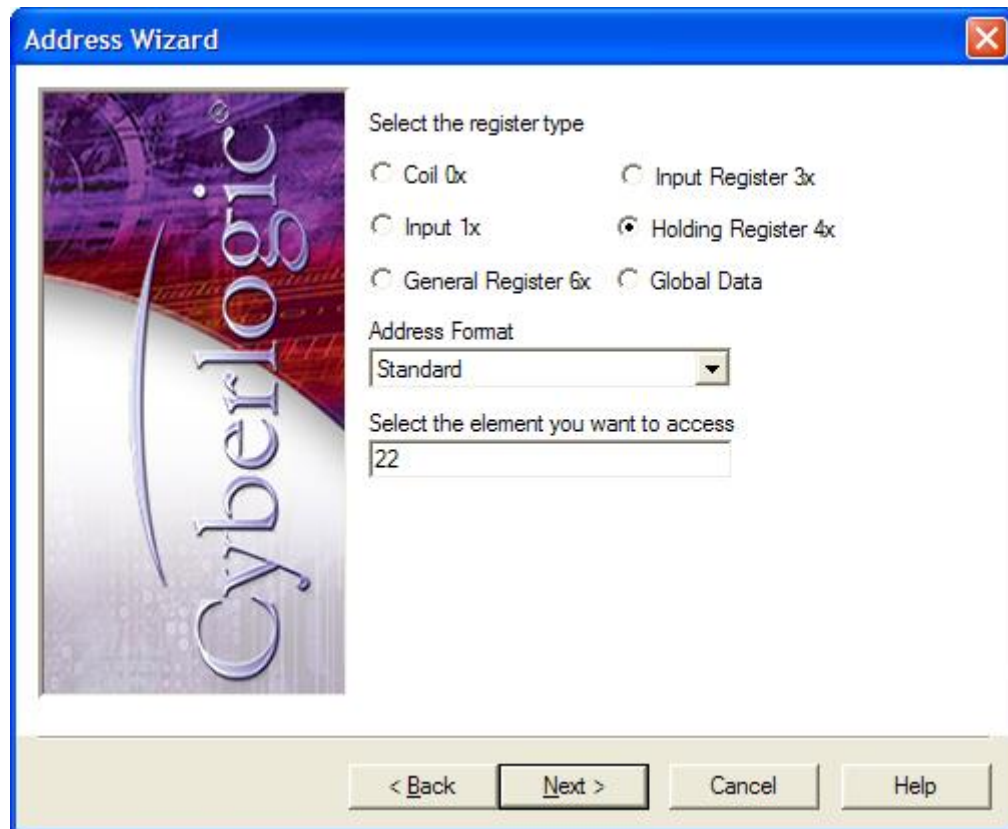 Address Wizard
Cyberlogic®
Select the register type
Coil 0x
Input Register 3x
Input 1x
Holding Register 4x
General Register 6x
Global Data
Address Format
Standard
Select the element you want to access
22
< Back
Next >
Cancel
Help